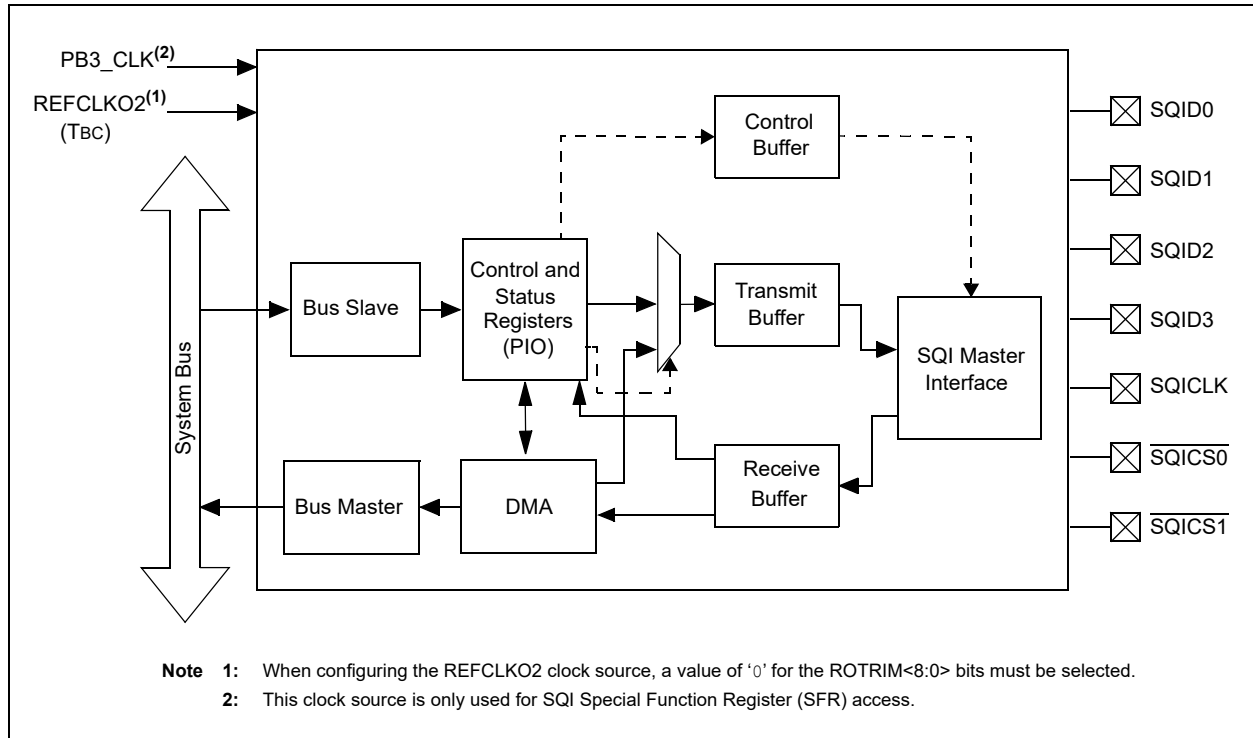 PB3_CLK(2)
REFCLKO2(1)
(TBC)
System Bus
Bus Slave
Control and
Status
Registers
(PIO)
Control
Buffer
Transmit
Buffer
SQI Master
Interface
Bus Master
DMA
Receive
Buffer
SQID0
SQID1
SQID2
SQID3
SQICLK
SQICS0
SQICS1
Note 1: When configuring the REFCLKO2 clock source, a value of ‘0’ for the ROTRIM<8:0> bits must be selected.
2: This clock source is only used for SQI Special Function Register (SFR) access.